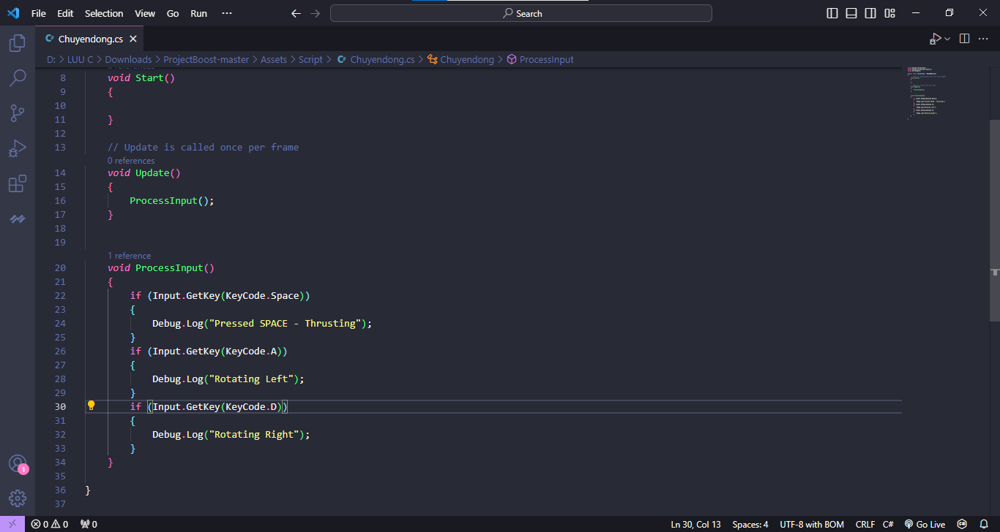 File Edit Selection View Go Run ··· Search
Chuyendong.cs
D: > LUU C > Downloads > ProjectBoost-master > Assets > Script > Chuyendong.cs > Chuyendong > ProcessInput
8 void Start()
9 {
10
11 }
12
13 // Update is called once per frame
0 references
14 void Update()
15 {
16 ProcessInput();
17 }
18
19
1 reference
20 void ProcessInput()
21 {
22 if (Input.GetKey(KeyCode.Space))
23 {
24 Debug.Log("Pressed SPACE - Thrusting");
25 }
26 if (Input.GetKey(KeyCode.A))
27 {
28 Debug.Log("Rotating Left");
29 }
30 if (Input.GetKey(KeyCode.D))
31 {
32 Debug.Log("Rotating Right");
33 }
34 }
35
36 }
37
1
0 0 0 Ln 30, Col 13 Spaces: 4 UTF-8 with BOM CRLF C# Go Live